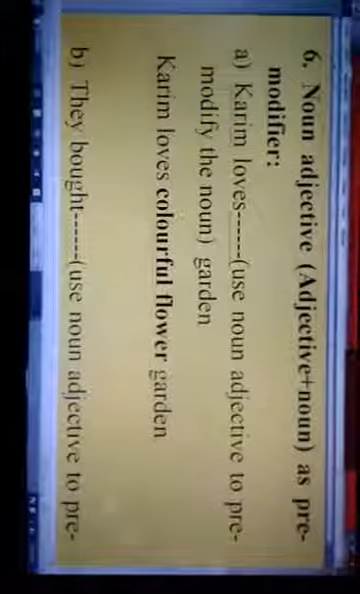 6. Noun adjective (Adjective+noun) as pre-
modifier:
a) Karim loves------(use noun adjective to pre-
modify the noun) garden
Karim loves colourful flower garden
b) They bought------(use noun adjective to pre-